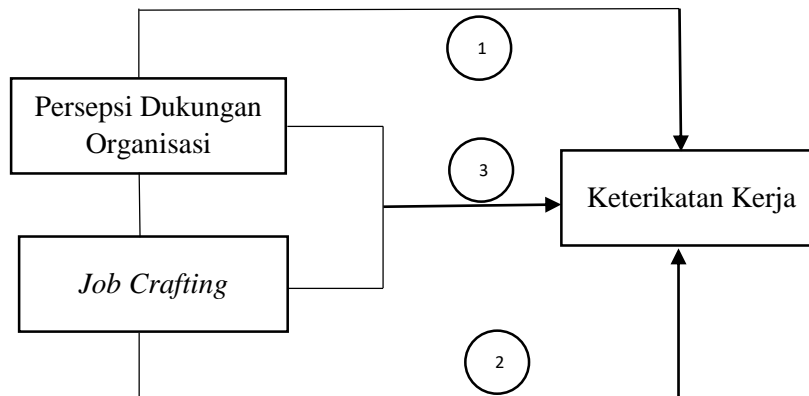 1
Persepsi Dukungan
Organisasi
3
Keterikatan Kerja
Job Crafting
2